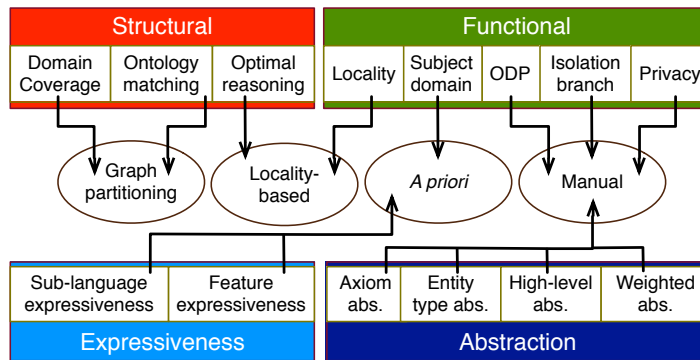 Structural
Functional
Domain
Coverage
Ontology
matching
Optimal
reasoning
Locality
Subject
domain
ODP
Isolation
branch
Privacy
Graph
partitioning
Locality-
based
A priori
Manual
Sub-language
expressiveness
Feature
expressiveness
Axiom
abs.
Entity
type abs.
High-level
abs.
Weighted
abs.
Expressiveness
Abstraction